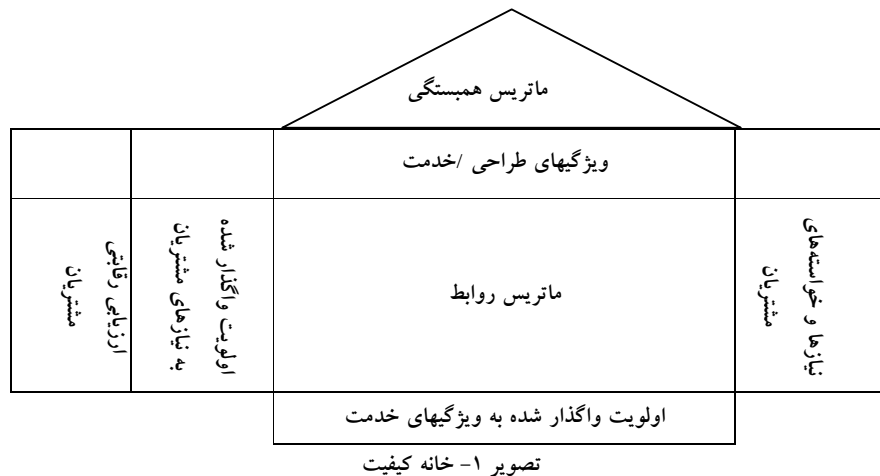 ماتریس همبستگی
ویژگیهای طراحی /خدمت
نیازها و خواسته‌های
مشتریان
ماتریس روابط
اولویت واگذار شده
به نیازهای مشتریان
ارزیابی رقابتی
مشتریان
اولویت واگذار شده به ویژگیهای خدمت
تصویر ۱- خانه کیفیت